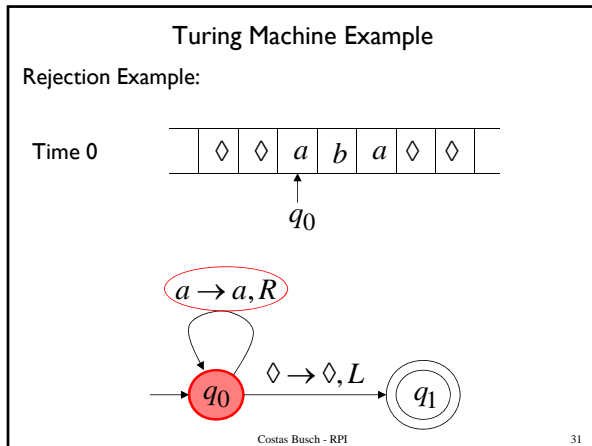 Turing Machine Example
Rejection Example:
Time 0
◊ ◊ a b a ◊ ◊
q0
a → a, R
◊ → ◊, L
q0
q1
Costas Busch - RPI
31